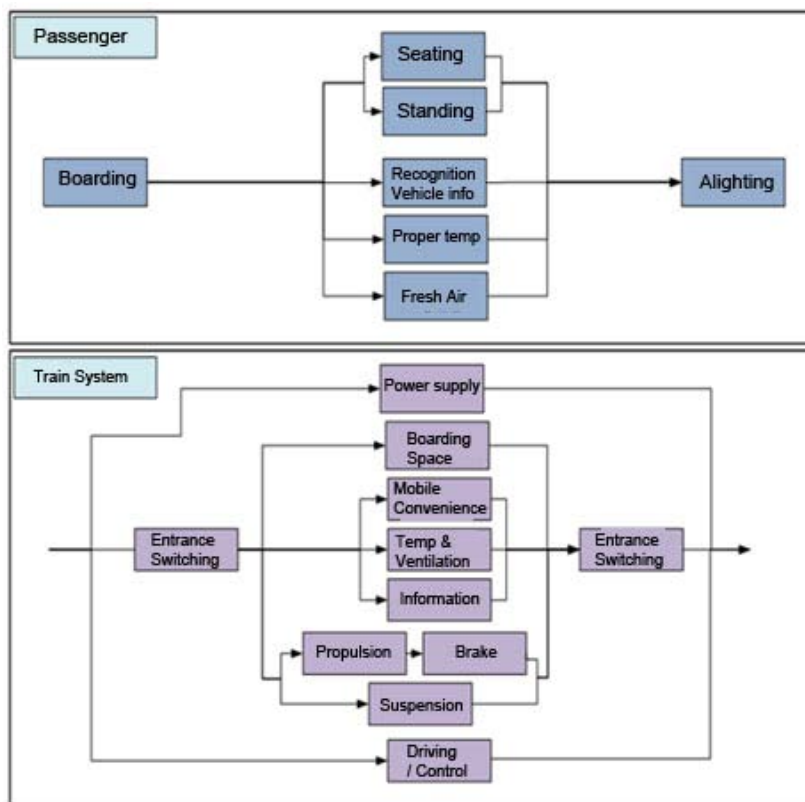 Passenger
Seating
Standing
Boarding
Recognition
Vehicle info
Alighting
Proper temp
Fresh Air
Train System
Power supply
Boarding
Space
Mobile
Convenience
Entrance
Switching
Temp &
Ventilation
Entrance
Switching
Information
Propulsion
Brake
Suspension
Driving
/ Control